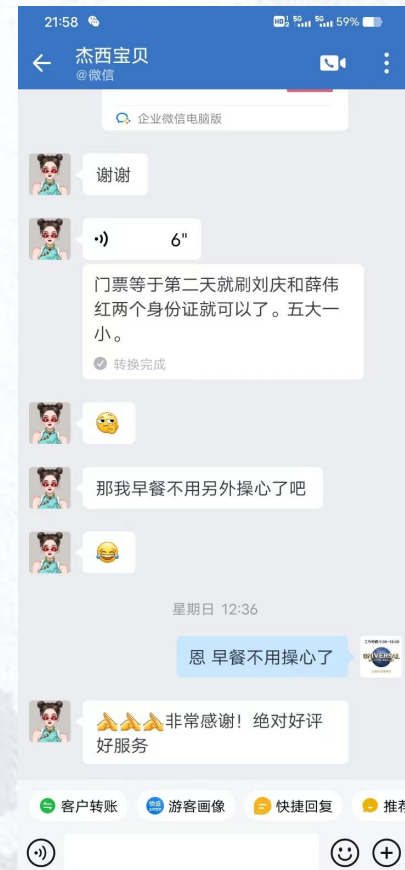 21:58
HD 5G 5G 59%
杰西宝贝
@微信
企业微信电脑版
谢谢
6"
门票等于第二天就刷刘庆和薛伟
红两个身份证就可以了。五大一
小。
转换完成
那我早餐不用另外操心了吧
星期日 12:36
恩 早餐不用操心了
UNIVERSAL
非常感谢！绝对好评
好服务
客户转账
游客画像
快捷回复
推荐